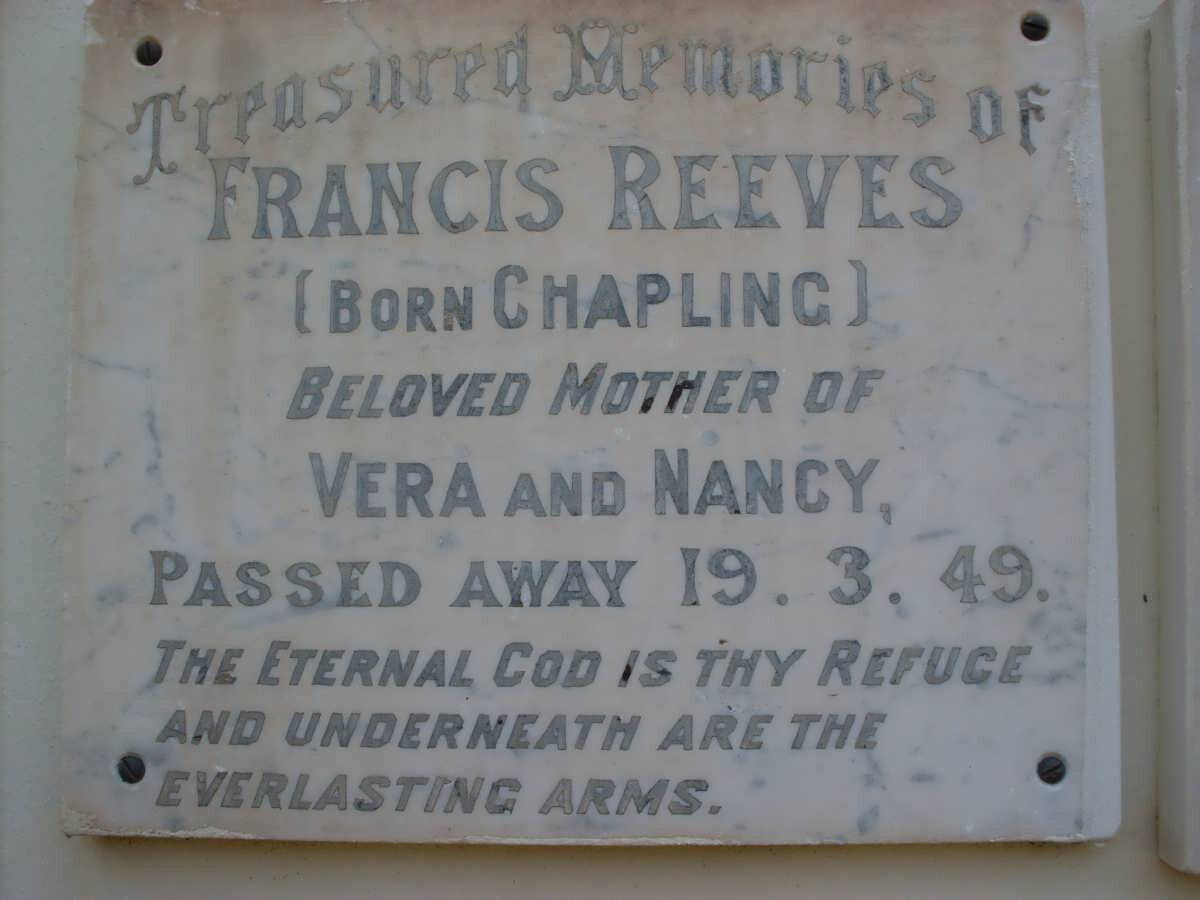 Treasured Memories of
FRANCIS REEVES
(BORN CHAPLING)
BELOVED MOTHER OF
VERA AND NANCY,
PASSED AWAY 19.3.49.
THE ETERNAL GOD IS THY REFUGE
AND UNDERNEATH ARE THE
EVERLASTING ARMS.